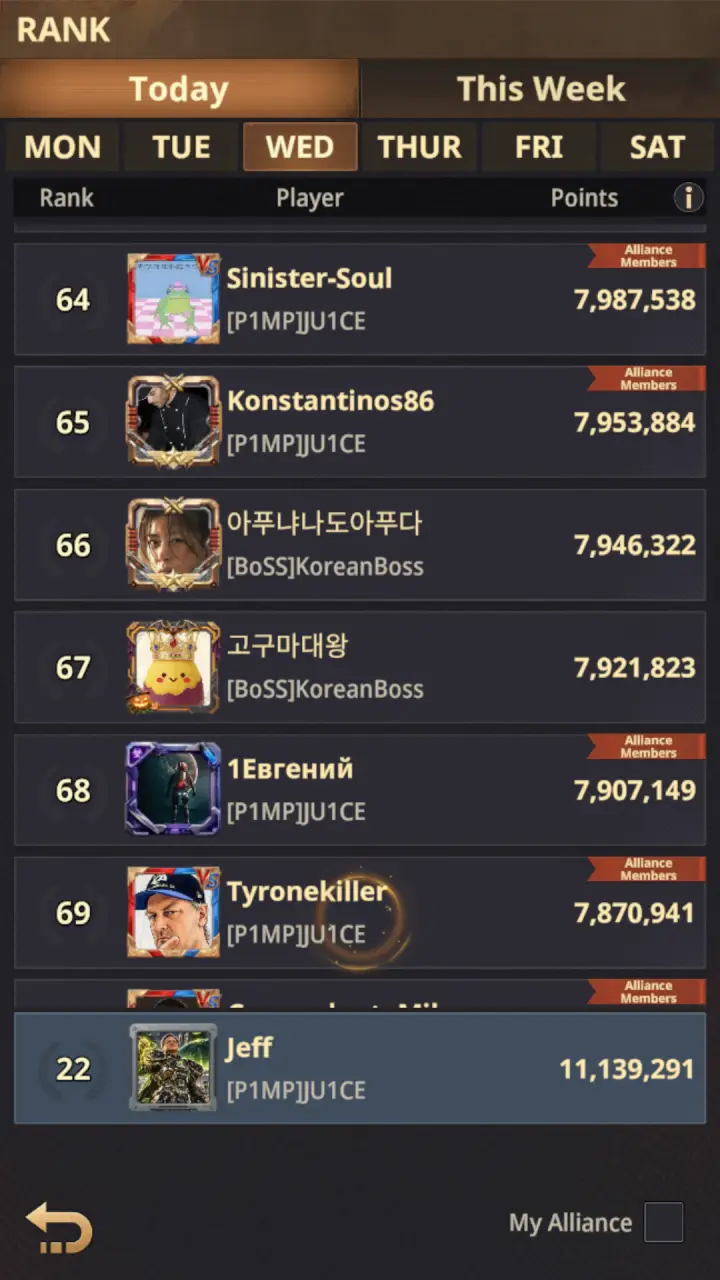 RANK
Today
This Week
MON
TUE
WED
THUR
FRI
SAT
Rank
Player
Points
Alliance
Members
64
Sinister-Soul
[P1MP]JU1CE
7,987,538
Alliance
Members
65
Konstantinos86
[P1MP]JU1CE
7,953,884
66
아푸냐나도아푸다
[BoSS]KoreanBoss
7,946,322
67
고구마대왕
[BoSS]KoreanBoss
7,921,823
Alliance
Members
68
1Евгений
[P1MP]JU1CE
7,907,149
Alliance
Members
69
Tyronekiller
[P1MP]JU1CE
7,870,941
Alliance
Members
22
Jeff
[P1MP]JU1CE
11,139,291
My Alliance